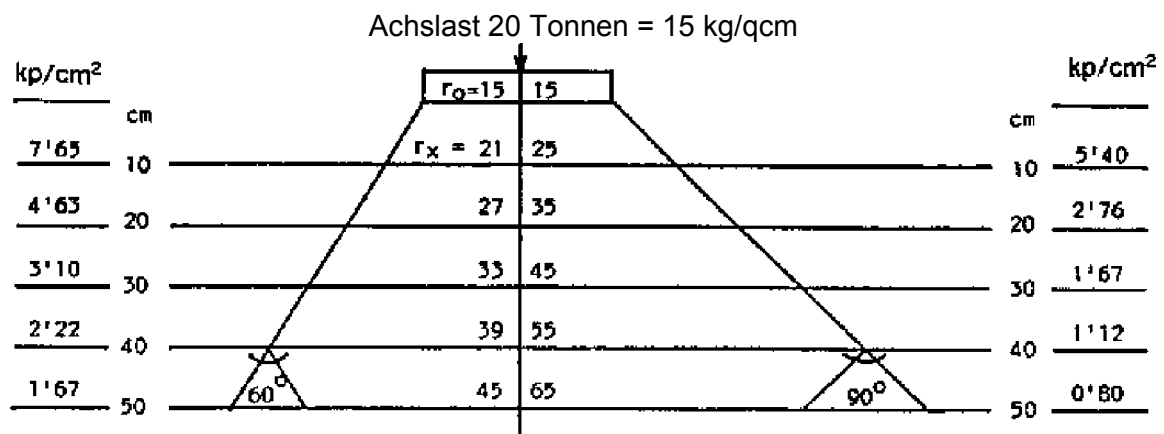 Achslast 20 Tonnen = 15 kg/qcm
kp/cm² kp/cm²
r₀=15 15
cm cm
7'65 10 rₓ = 21 25 10 5'40
4'63 20 27 35 20 2'76
3'10 30 33 45 30 1'67
2'22 40 39 55 40 1'12
1'67 50 60° 45 65 90° 50 0'80